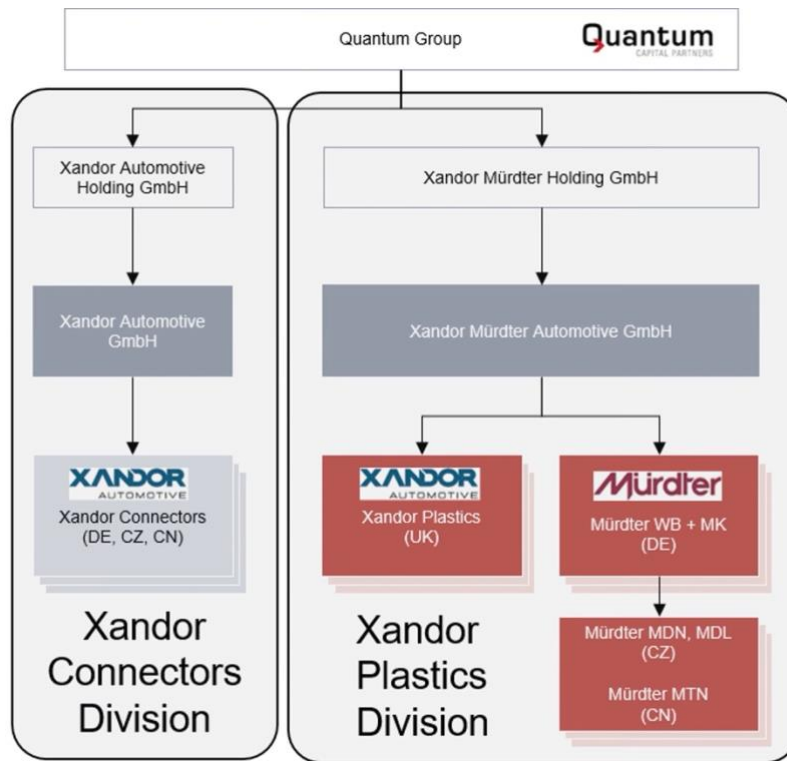 Quantum Group
Quantum
CAPITAL PARTNERS
Xandor Automotive
Holding GmbH
Xandor Mürdter Holding GmbH
Xandor Automotive
GmbH
Xandor Mürdter Automotive GmbH
XANDOR
AUTOMOTIVE
Xandor Connectors
(DE, CZ, CN)
XANDOR
AUTOMOTIVE
Xandor Plastics
(UK)
Mürdter
Mürdter WB + MK
(DE)
Mürdter MDN, MDL
(CZ)
Mürdter MTN
(CN)
Xandor
Connectors
Division
Xandor
Plastics
Division